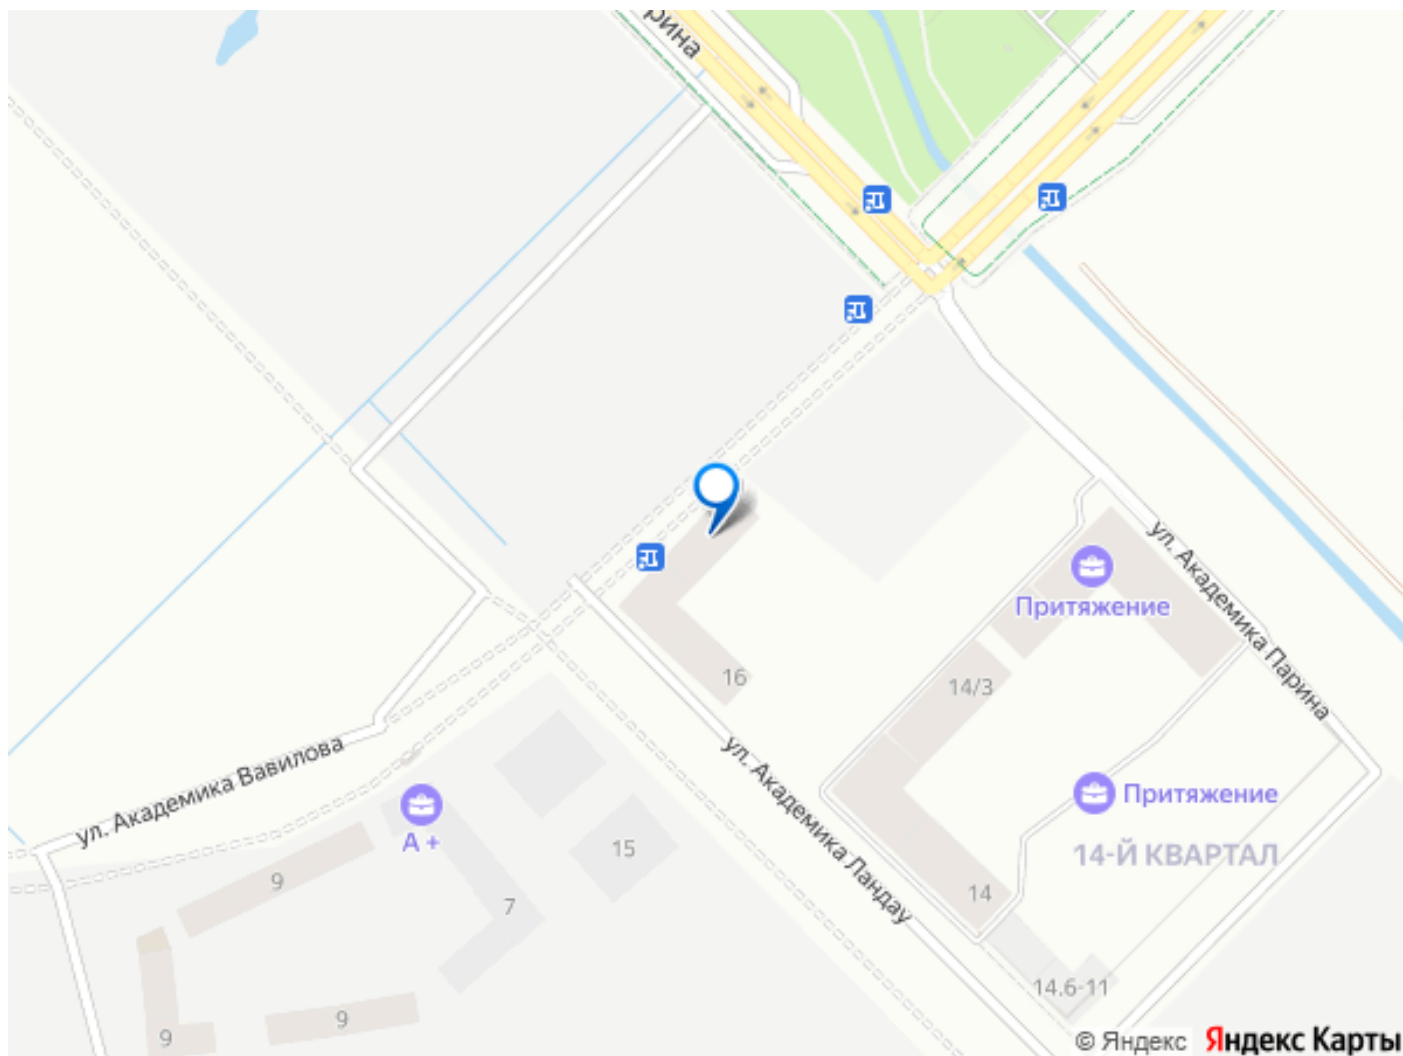 рина
ул. Академика Парина
Притяжение
14/3
16
ул. Академика Вавилова
ул. Академика Ландау
Притяжение
А +
14-Й КВАРТАЛ
15
9
7
14
14.6-11
9
9
© Яндекс Яндекс Карты